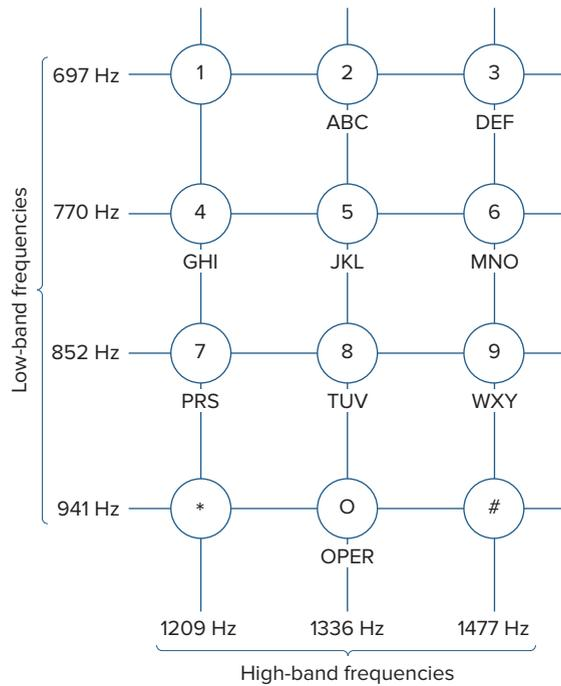 697 Hz 1 2 3
ABC DEF
770 Hz 4 5 6
GHI JKL MNO
852 Hz 7 8 9
PRS TUV WXY
941 Hz * O #
OPER
1209 Hz 1336 Hz 1477 Hz
High-band frequencies
Low-band frequencies